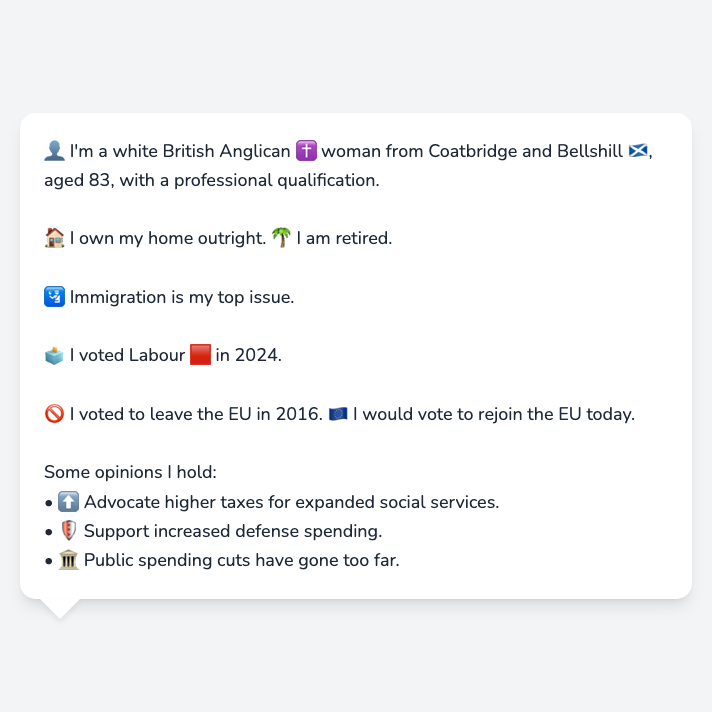 👤 I'm a white British Anglican ✝️ woman from Coatbridge and Bellshill 🏴󠁧󠁢󠁳󠁣󠁴󠁿,
aged 83, with a professional qualification.
🏠 I own my home outright. 🌴 I am retired.
🛂 Immigration is my top issue.
🗳️ I voted Labour 🟥 in 2024.
🚫 I voted to leave the EU in 2016. 🇪🇺 I would vote to rejoin the EU today.
Some opinions I hold:
• ⬆️ Advocate higher taxes for expanded social services.
• 🛡️ Support increased defense spending.
• 🏛️ Public spending cuts have gone too far.